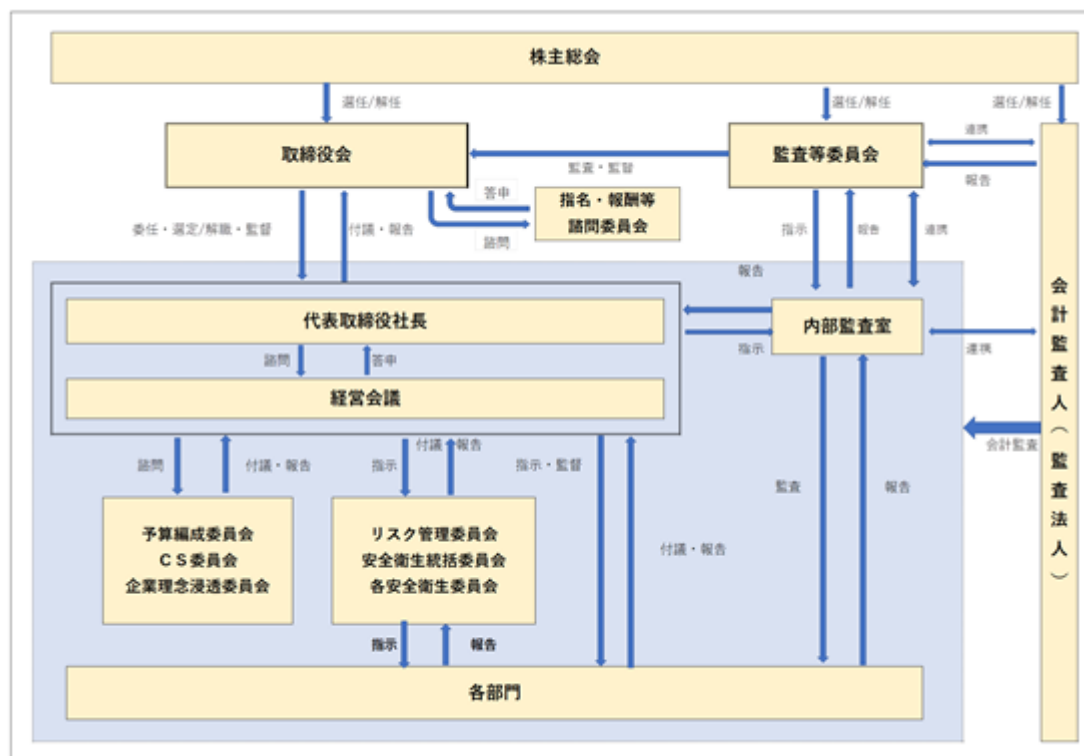 株主総会
選任/解任
選任/解任
選任/解任
取締役会
監査等委員会
連携
監査・監督
報告
答申
指名・報酬等
諮問委員会
諮問
委任・選定/解職・監督
付議・報告
指示
報告
連携
報告
代表取締役社長
内部監査室
指示
連携
諮問
答申
経営会議
会計監査人（監査法人）
会計監査
諮問
付議・報告
指示
付議・報告
指示・監督
監査
報告
予算編成委員会
ＣＳ委員会
企業理念浸透委員会
リスク管理委員会
安全衛生統括委員会
各安全衛生委員会
付議・報告
指示
報告
各部門